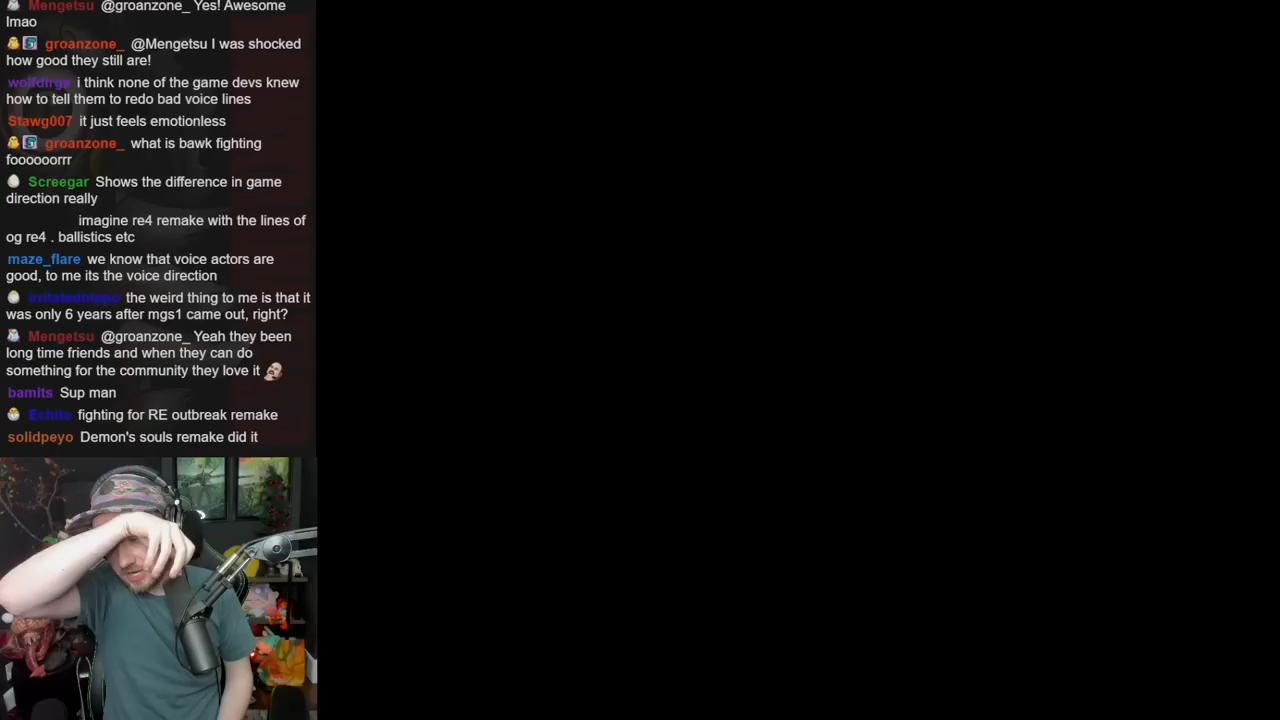 Mengetsu @groanzone_ Yes! Awesome
lmao
groanzone_ @Mengetsu I was shocked
how good they still are!
wolfdirge i think none of the game devs knew
how to tell them to redo bad voice lines
Stawg007 it just feels emotionless
groanzone_ what is bawk fighting
foooooorrr
Screegar Shows the difference in game
direction really
imagine re4 remake with the lines of
og re4 . ballistics etc
maze_flare we know that voice actors are
good, to me its the voice direction
irritatedhippo the weird thing to me is that it
was only 6 years after mgs1 came out, right?
Mengetsu @groanzone_ Yeah they been
long time friends and when they can do
something for the community they love it
bamits Sup man
fighting for RE outbreak remake
solidpeyo Demon's souls remake did it